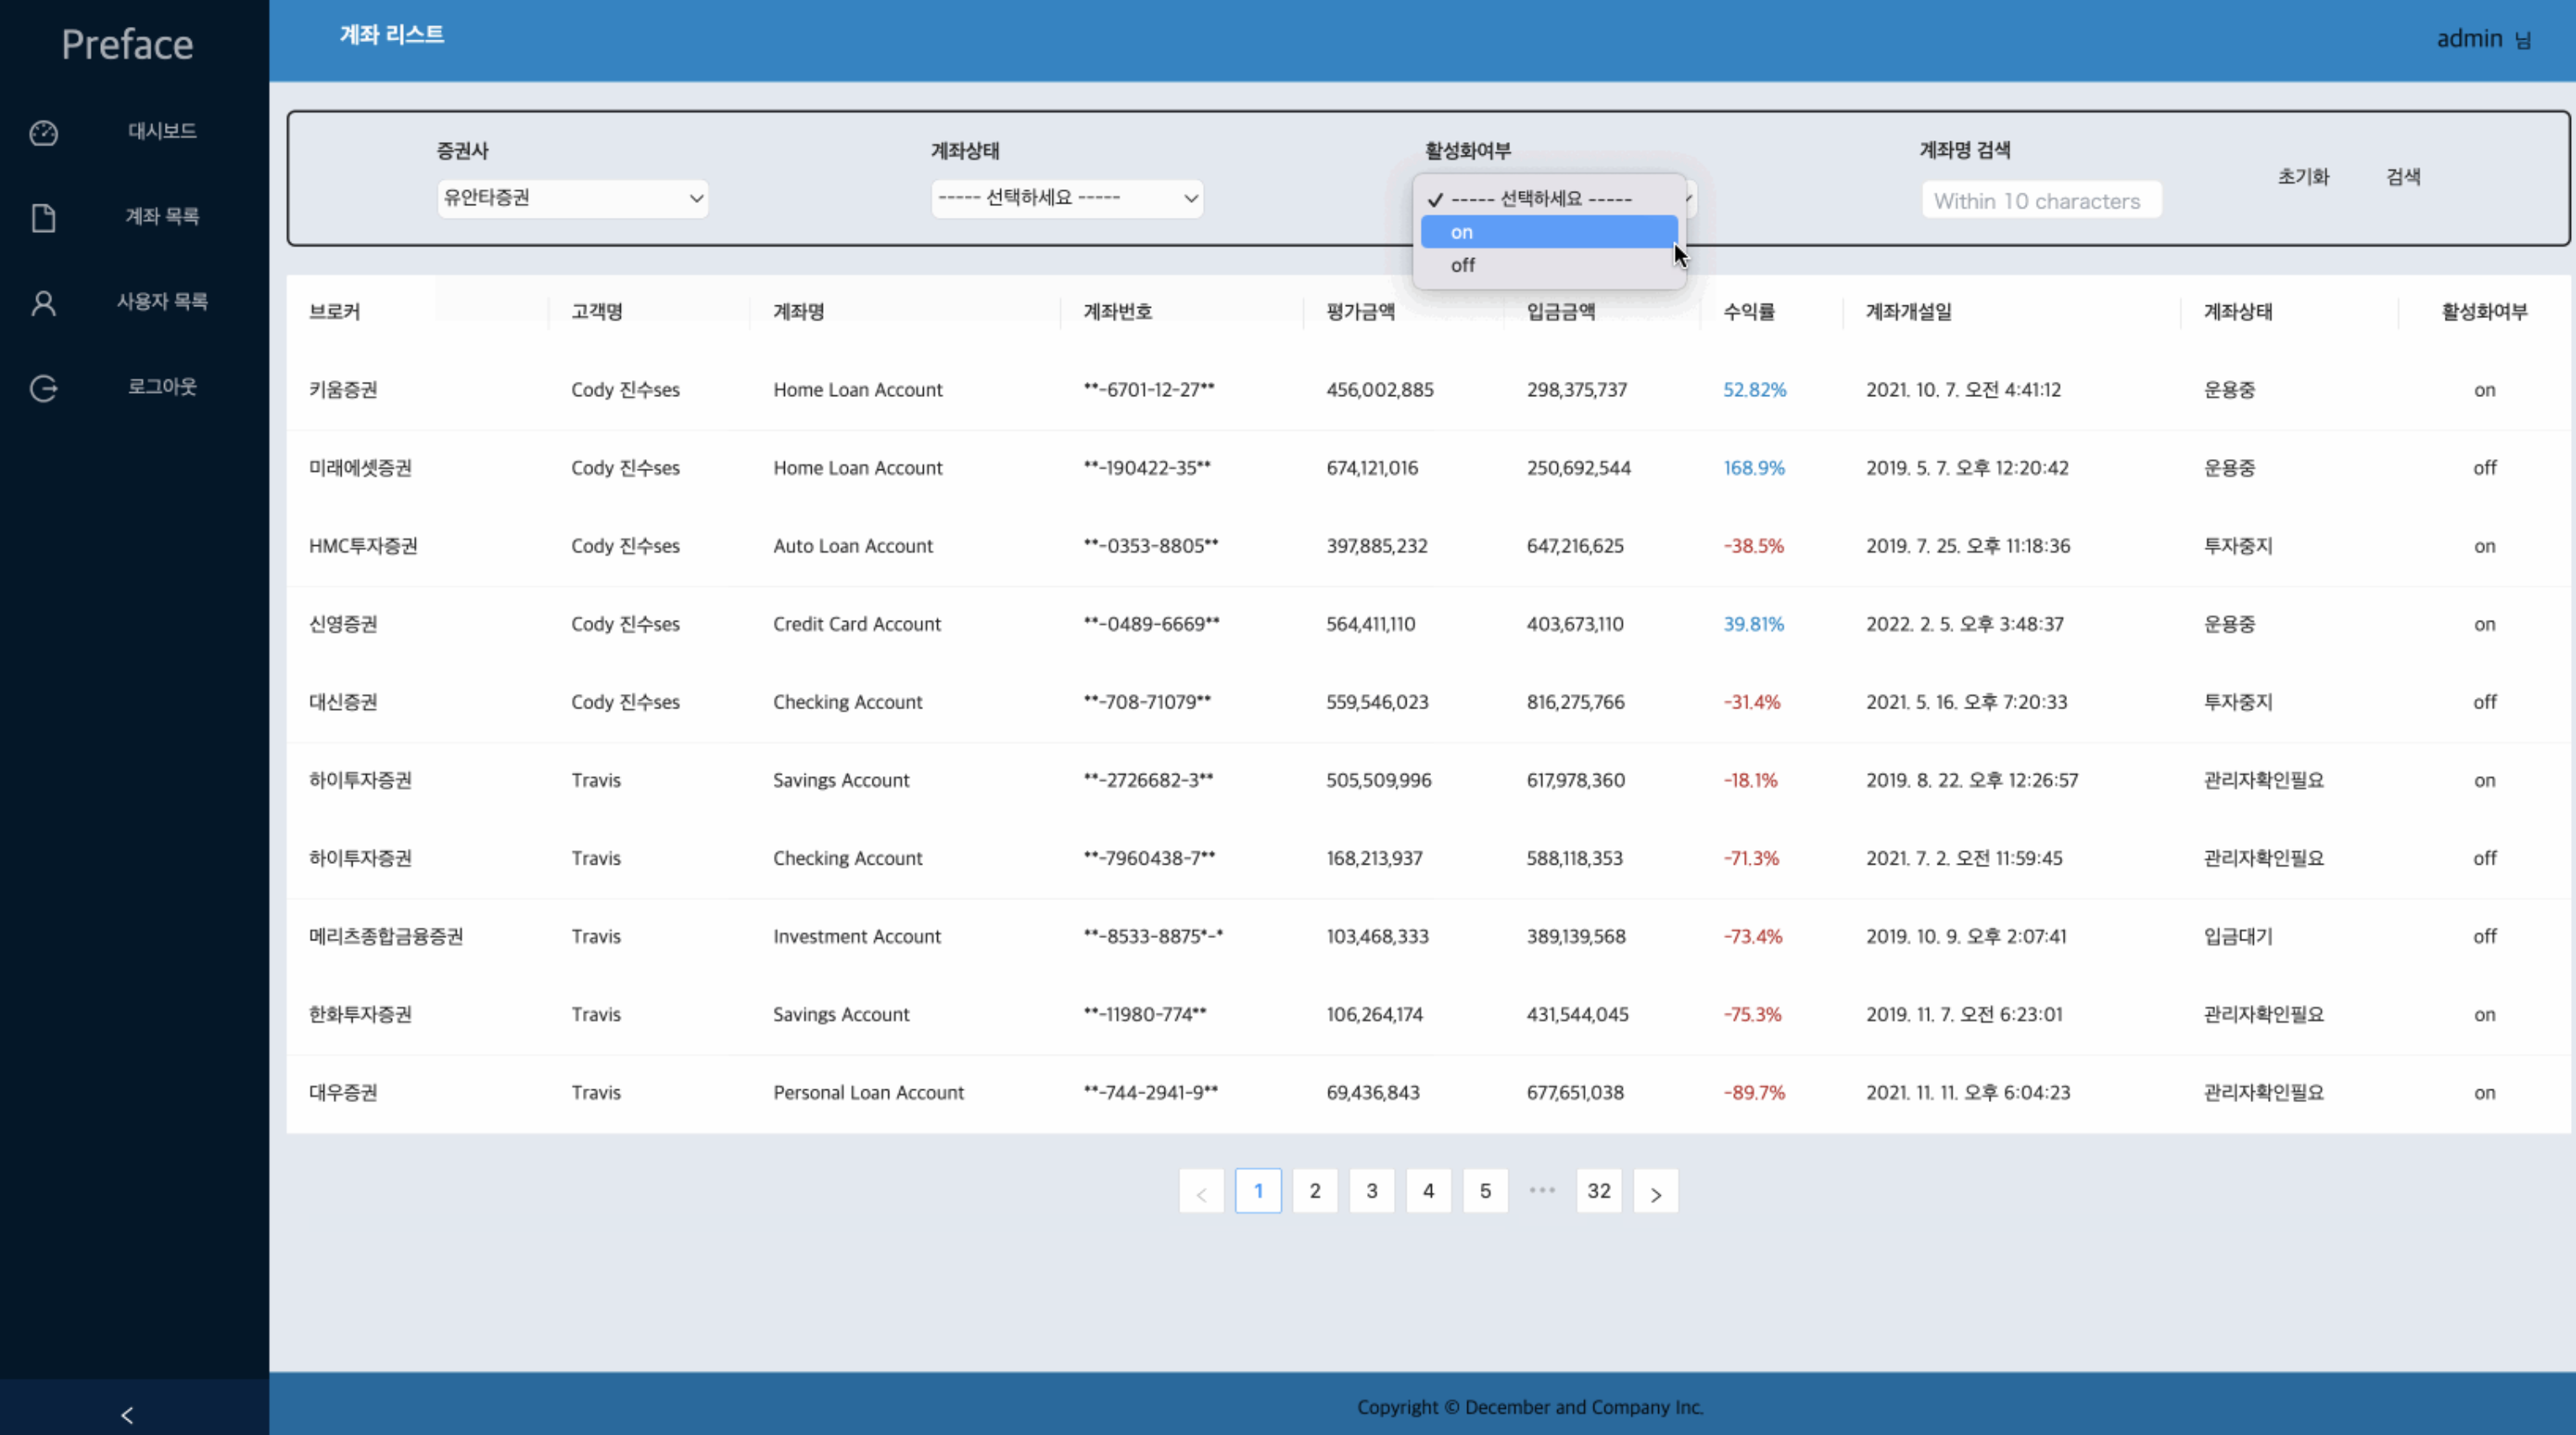 Preface
계좌 리스트
admin 님
대시보드
계좌 목록
사용자 목록
로그아웃
증권사
계좌상태
활성화여부
계좌명 검색
유안타증권
----- 선택하세요 -----
✓ ----- 선택하세요 -----
on
off
Within 10 characters
초기화
검색
브로커 고객명 계좌명 계좌번호 평가금액 입금금액 수익률 계좌개설일 계좌상태 활성화여부
키움증권 Cody 진수ses Home Loan Account **-6701-12-27** 456,002,885 298,375,737 52.82% 2021. 10. 7. 오전 4:41:12 운용중 on
미래에셋증권 Cody 진수ses Home Loan Account **-190422-35** 674,121,016 250,692,544 168.9% 2019. 5. 7. 오후 12:20:42 운용중 off
HMC투자증권 Cody 진수ses Auto Loan Account **-0353-8805** 397,885,232 647,216,625 -38.5% 2019. 7. 25. 오후 11:18:36 투자중지 on
신영증권 Cody 진수ses Credit Card Account **-0489-6669** 564,411,110 403,673,110 39.81% 2022. 2. 5. 오후 3:48:37 운용중 on
대신증권 Cody 진수ses Checking Account **-708-71079** 559,546,023 816,275,766 -31.4% 2021. 5. 16. 오후 7:20:33 투자중지 off
하이투자증권 Travis Savings Account **-2726682-3** 505,509,996 617,978,360 -18.1% 2019. 8. 22. 오후 12:26:57 관리자확인필요 on
하이투자증권 Travis Checking Account **-7960438-7** 168,213,937 588,118,353 -71.3% 2021. 7. 2. 오전 11:59:45 관리자확인필요 off
메리츠종합금융증권 Travis Investment Account **-8533-8875*-* 103,468,333 389,139,568 -73.4% 2019. 10. 9. 오후 2:07:41 입금대기 off
한화투자증권 Travis Savings Account **-11980-774** 106,264,174 431,544,045 -75.3% 2019. 11. 7. 오전 6:23:01 관리자확인필요 on
대우증권 Travis Personal Loan Account **-744-2941-9** 69,436,843 677,651,038 -89.7% 2021. 11. 11. 오후 6:04:23 관리자확인필요 on
< 1 2 3 4 5 ••• 32 >
<
Copyright © December and Company Inc.